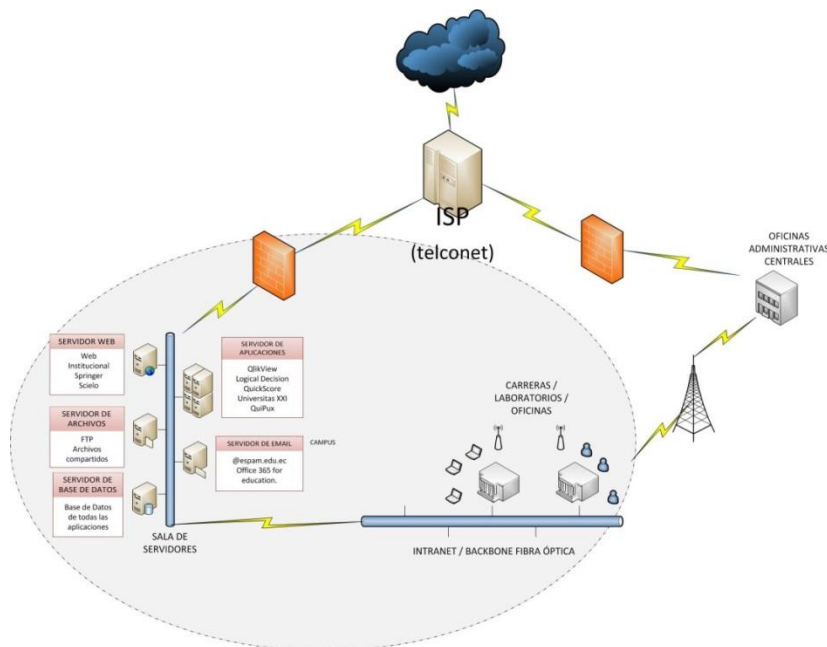 ISP
(telconet)
OFICINAS
ADMINISTRATIVAS
CENTRALES
SERVIDOR WEB
Web
Institucional
Springer
Scielo
SERVIDOR DE
APLICACIONES
QlikView
Logical Decision
QuickScore
Universitas XXI
QuiPux
SERVIDOR DE
ARCHIVOS
FTP
Archivos
compartidos
SERVIDOR DE EMAIL
@espam.edu.ec
Office 365 for
education.
CAMPUS
SERVIDOR DE
BASE DE DATOS
Base de Datos
de todas las
aplicaciones
SALA DE
SERVIDORES
CARRERAS /
LABORATORIOS /
OFICINAS
INTRANET / BACKBONE FIBRA ÓPTICA